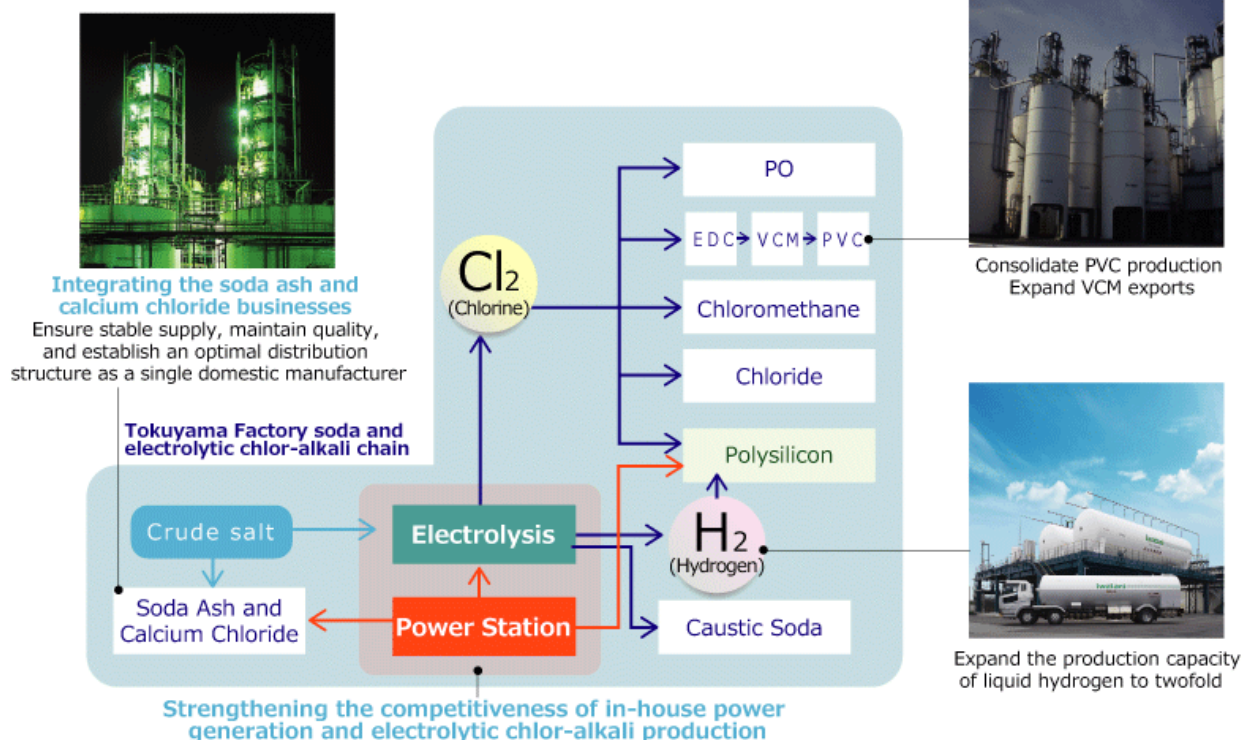 Integrating the soda ash and
calcium chloride businesses
Ensure stable supply, maintain quality,
and establish an optimal distribution
structure as a single domestic manufacturer
Tokuyama Factory soda and
electrolytic chlor-alkali chain
Crude salt
Soda Ash and
Calcium Chloride
Electrolysis
Power Station
Cl2
(Chlorine)
H2
(Hydrogen)
PO
EDC
VCM
PVC
Chloromethane
Chloride
Polysilicon
Caustic Soda
Consolidate PVC production
Expand VCM exports
Expand the production capacity
of liquid hydrogen to twofold
Strengthening the competitiveness of in-house power
generation and electrolytic chlor-alkali production